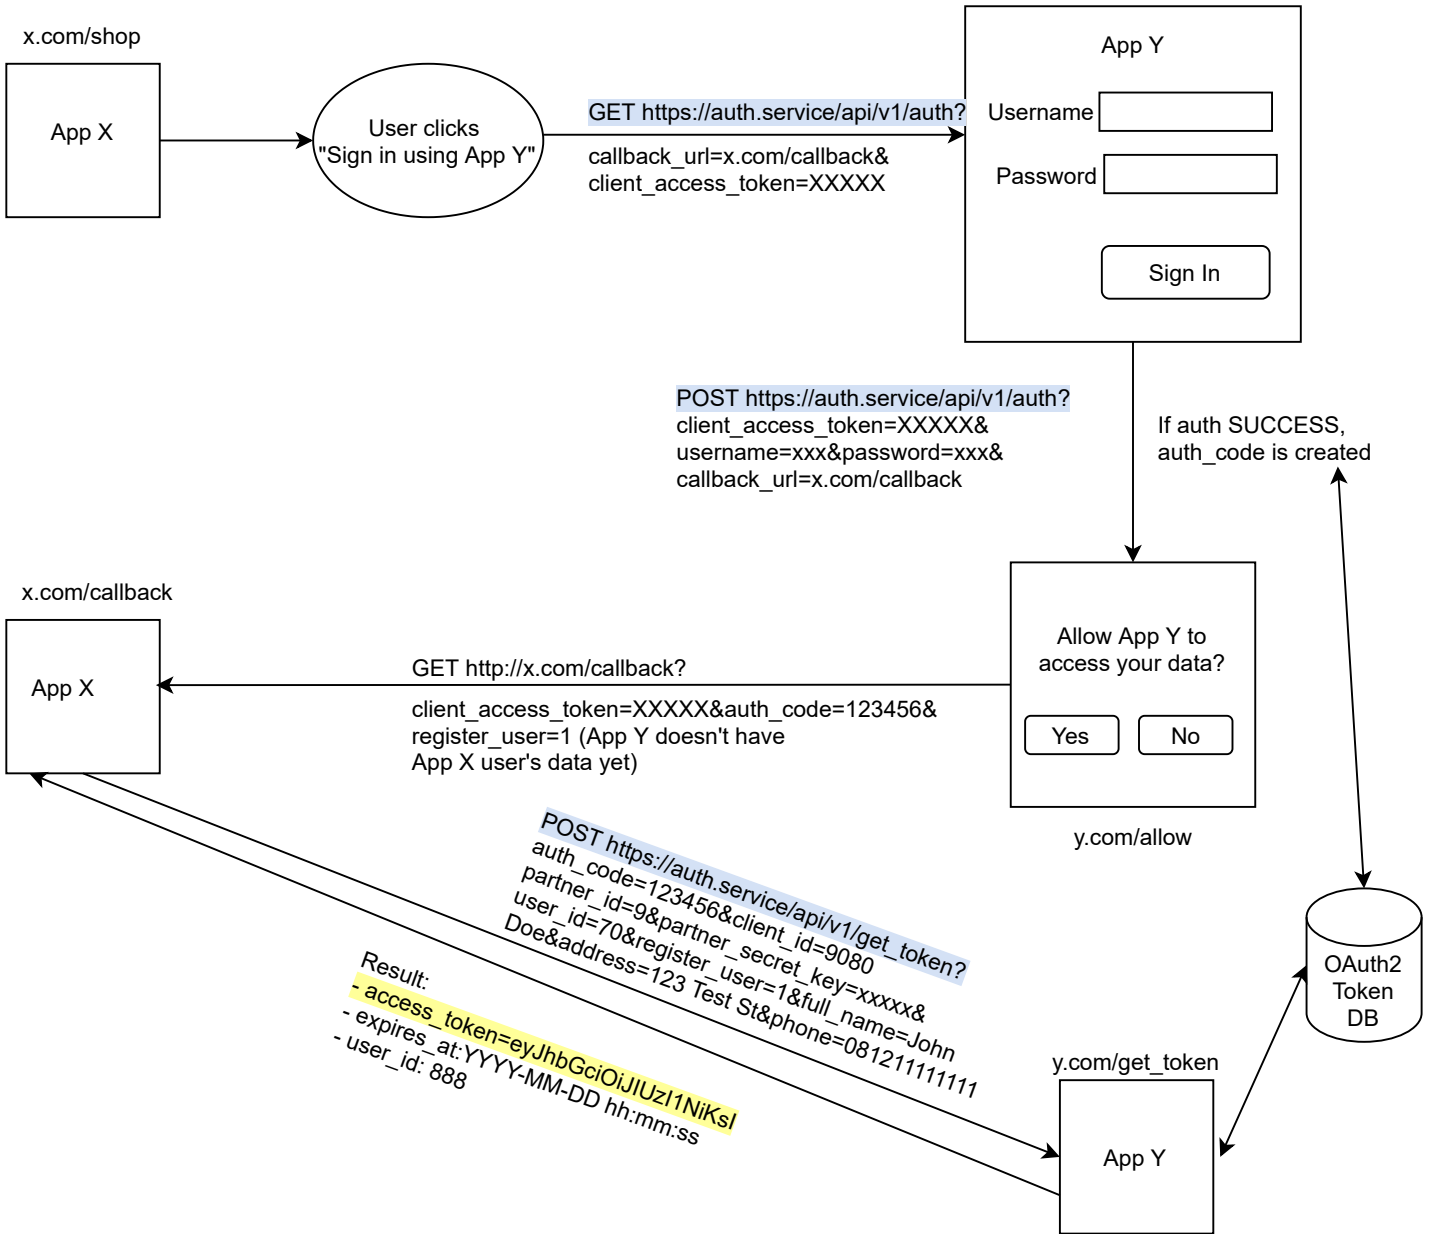 x.com/shop
App X
User clicks
"Sign in using App Y"
GET https://auth.service/api/v1/auth?
callback_url=x.com/callback&
client_access_token=XXXXX
App Y
Username
Password
Sign In
POST https://auth.service/api/v1/auth?
client_access_token=XXXXX&
username=xxx&password=xxx&
callback_url=x.com/callback
If auth SUCCESS,
auth_code is created
x.com/callback
App X
GET http://x.com/callback?
client_access_token=XXXXX&auth_code=123456&
register_user=1 (App Y doesn't have
App X user's data yet)
Allow App Y to
access your data?
Yes
No
y.com/allow
POST https://auth.service/api/v1/get_token?
auth_code=123456&client_id=9080
partner_id=9&partner_secret_key=xxxxx&
user_id=70&register_user=1&full_name=John
Doe&address=123 Test St&phone=081211111111
Result:
- access_token=eyJhbGciOiJIUzI1NiKsI
- expires_at:YYYY-MM-DD hh:mm:ss
- user_id: 888
OAuth2
Token
DB
y.com/get_token
App Y